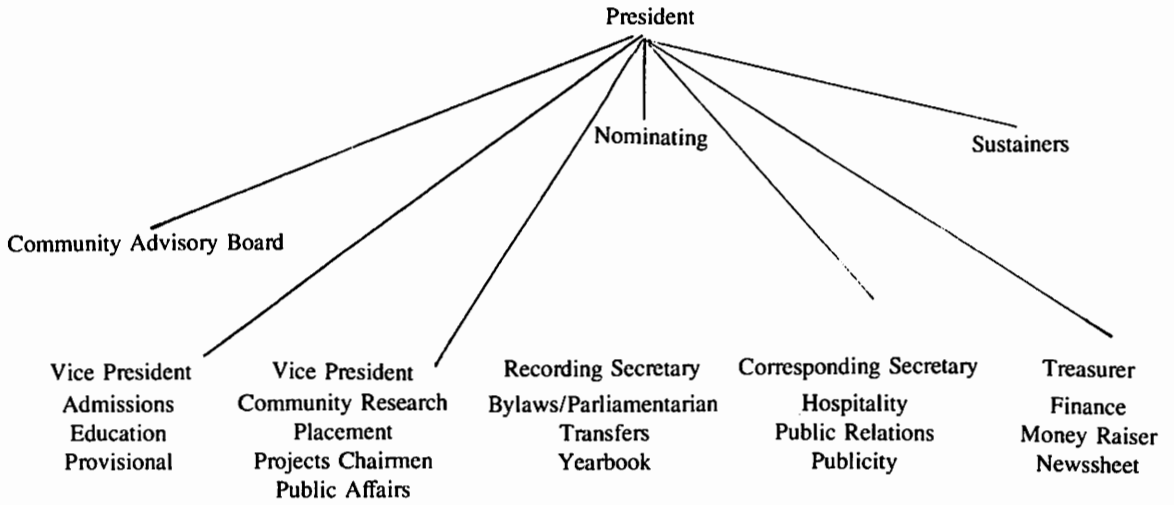 President
Nominating
Sustainers
Community Advisory Board
Vice President
Admissions
Education
Provisional
Vice President
Community Research
Placement
Projects Chairmen
Public Affairs
Recording Secretary
Bylaws/Parliamentarian
Transfers
Yearbook
Corresponding Secretary
Hospitality
Public Relations
Publicity
Treasurer
Finance
Money Raiser
Newssheet